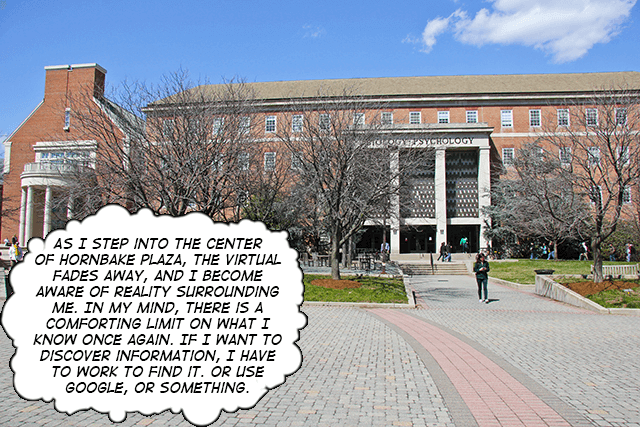 BIOLOGY-PSYCHOLOGY
AS I STEP INTO THE CENTER
OF HORNBAKE PLAZA, THE VIRTUAL
FADES AWAY, AND I BECOME
AWARE OF REALITY SURROUNDING
ME. IN MY MIND, THERE IS A
COMFORTING LIMIT ON WHAT I
KNOW ONCE AGAIN. IF I WANT TO
DISCOVER INFORMATION, I HAVE
TO WORK TO FIND IT. OR USE
GOOGLE, OR SOMETHING.